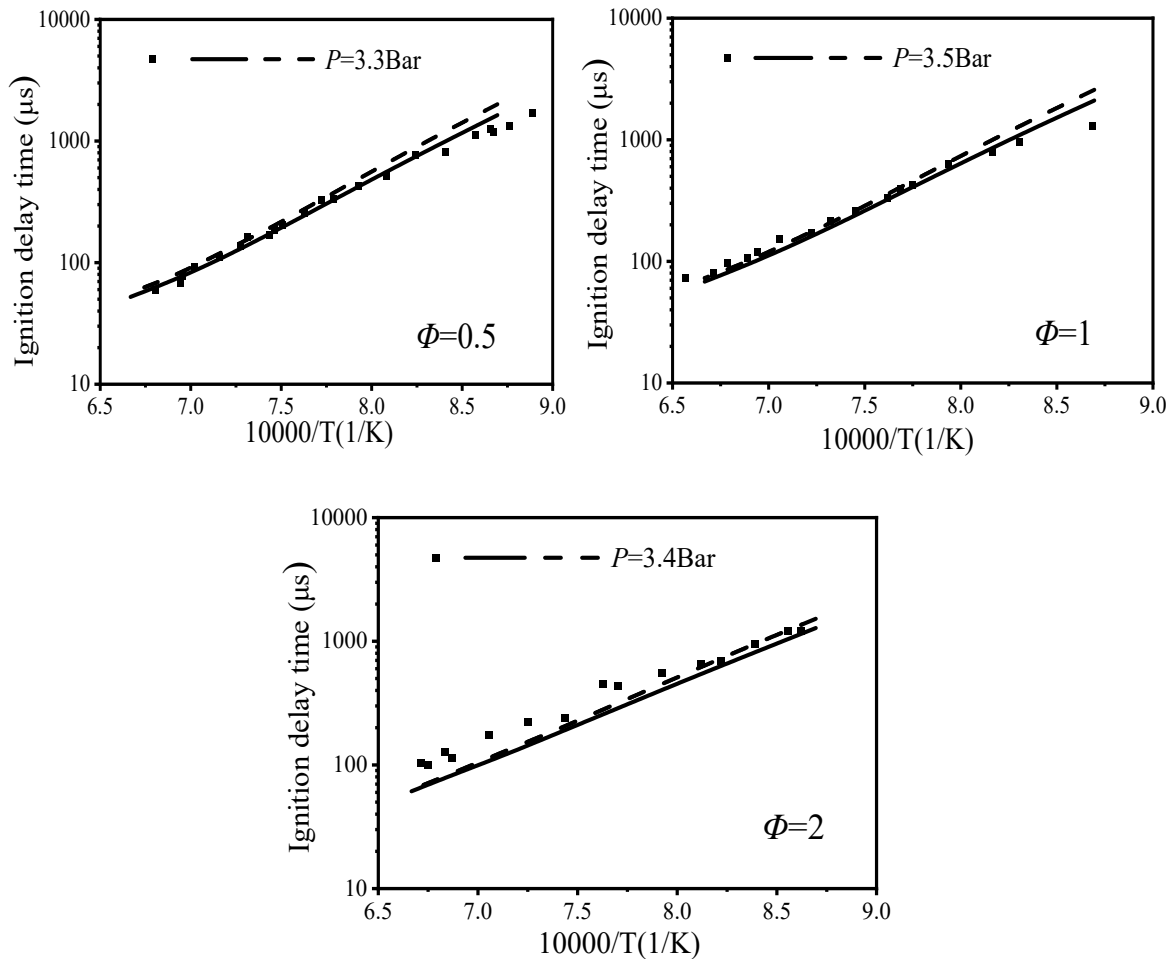 10000
1000
100
10
Ignition delay time (μs)
P=3.3Bar
Φ=0.5
6.5 7.0 7.5 8.0 8.5 9.0
10000/T(1/K)
10000
1000
100
10
Ignition delay time (μs)
P=3.5Bar
Φ=1
6.5 7.0 7.5 8.0 8.5 9.0
10000/T(1/K)
10000
1000
100
10
Ignition delay time (μs)
P=3.4Bar
Φ=2
6.5 7.0 7.5 8.0 8.5 9.0
10000/T(1/K)